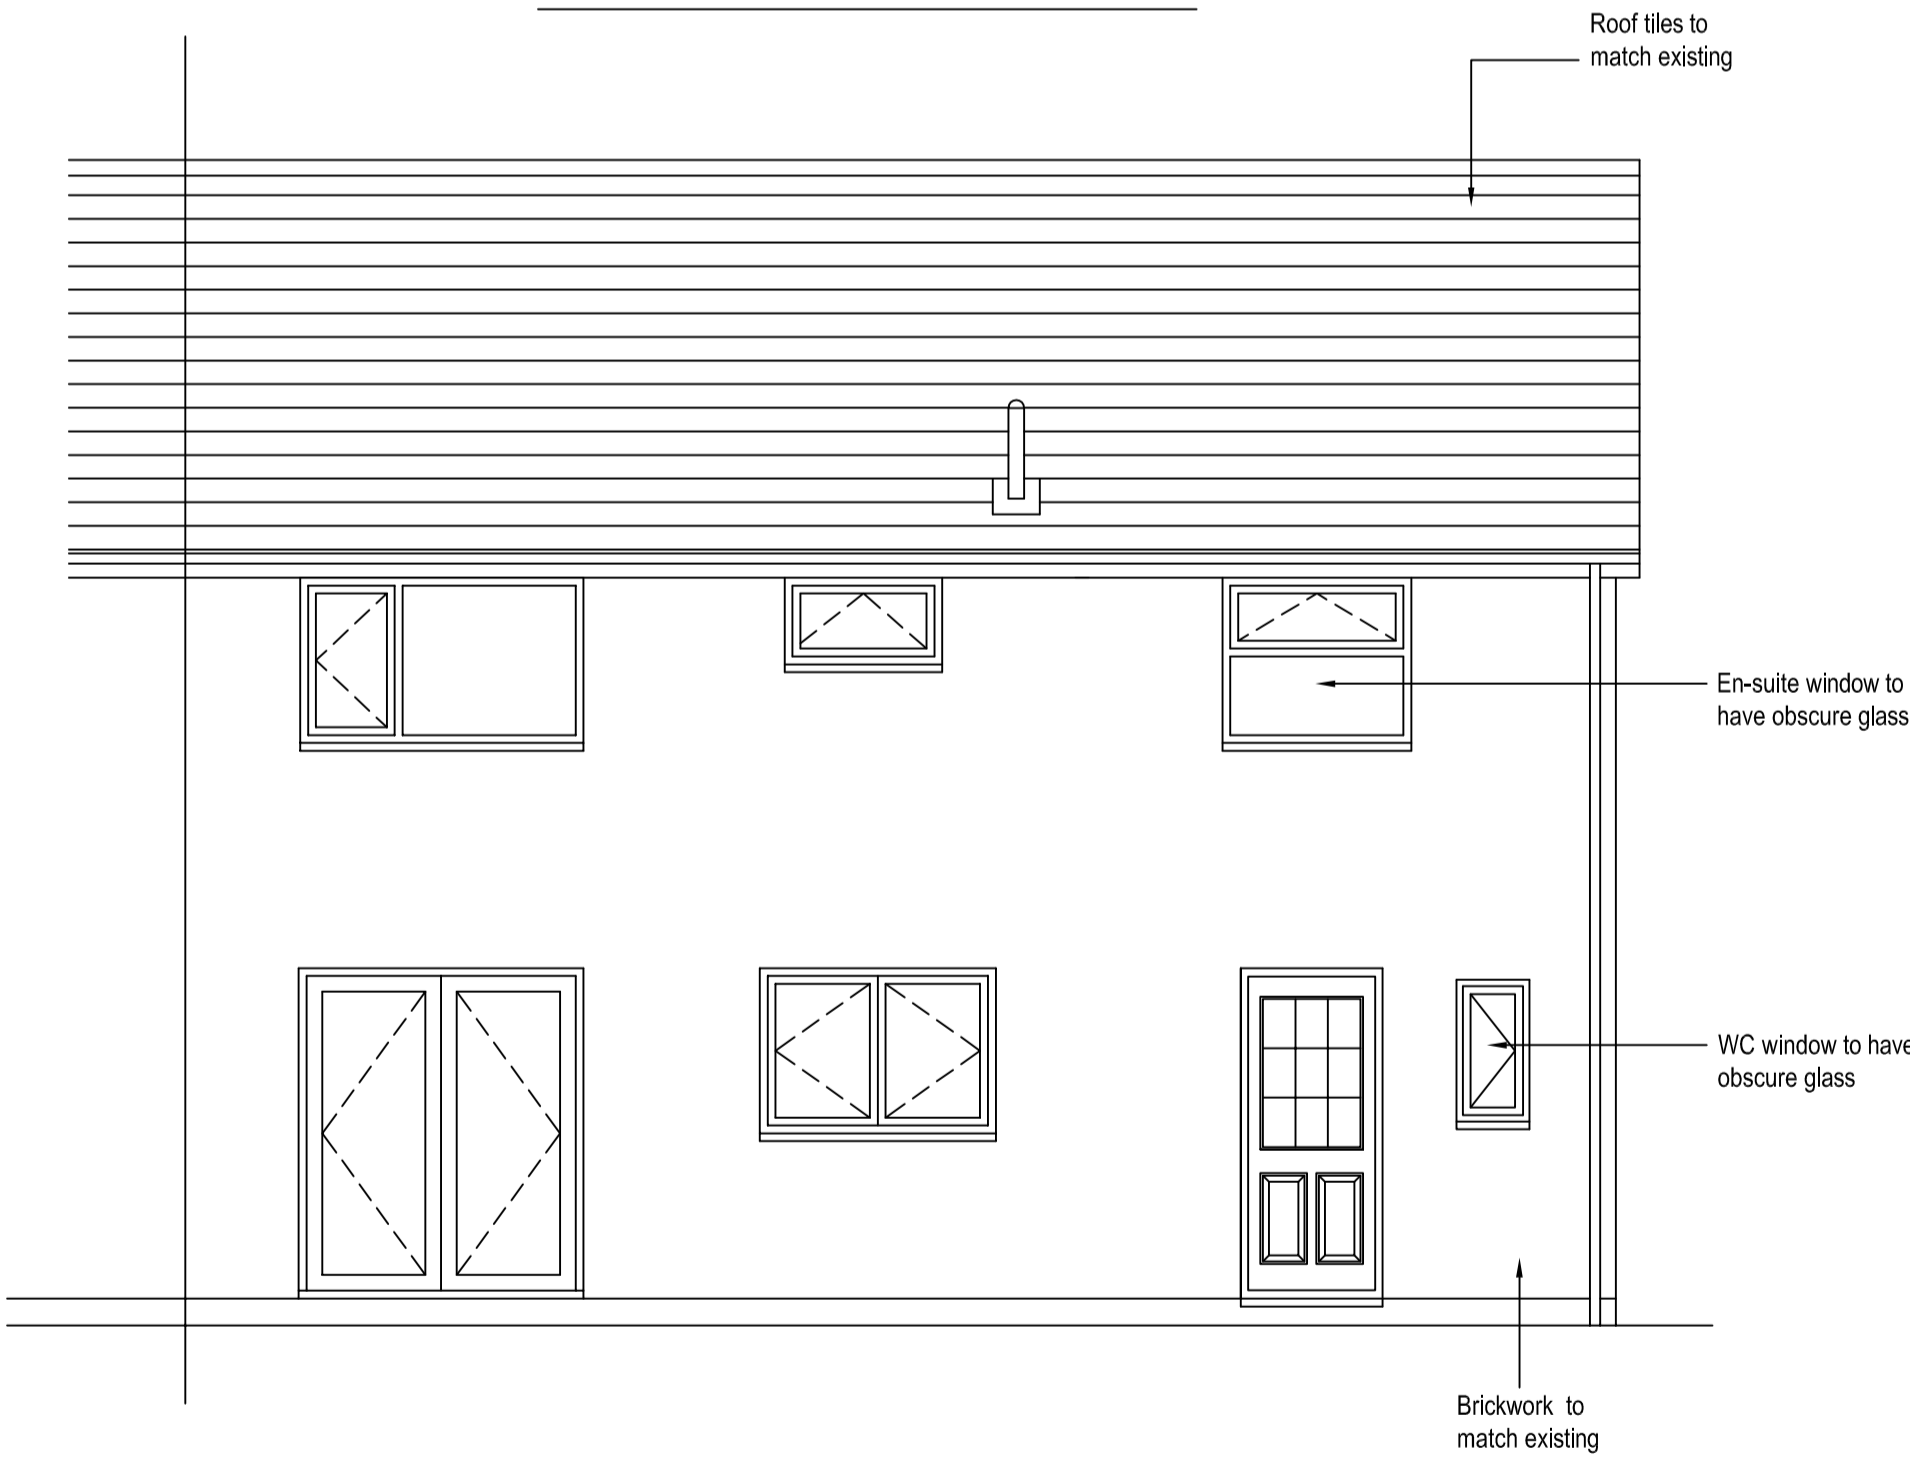 Roof tiles to
match existing
En-suite window to
have obscure glass
WC window to have
obscure glass
Brickwork to
match existing